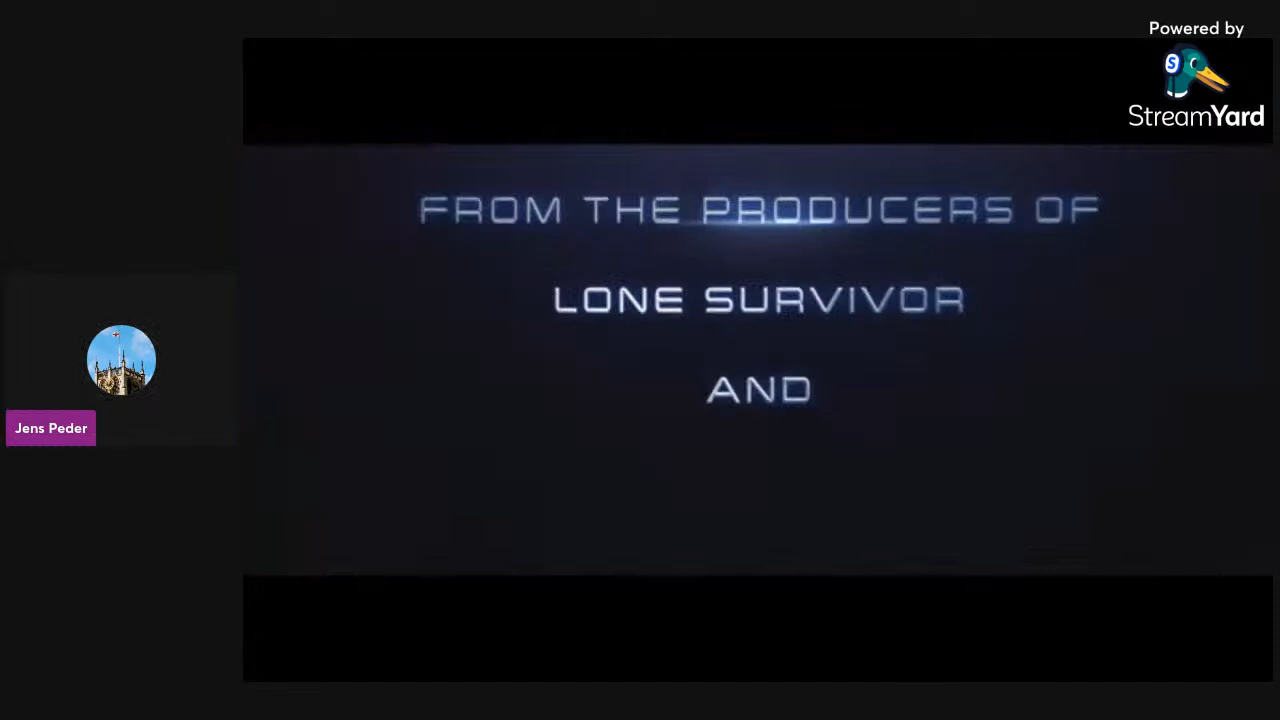 Powered by
S
StreamYard
FROM THE PRODUCERS OF
LONE SURVIVOR
AND
Jens Peder